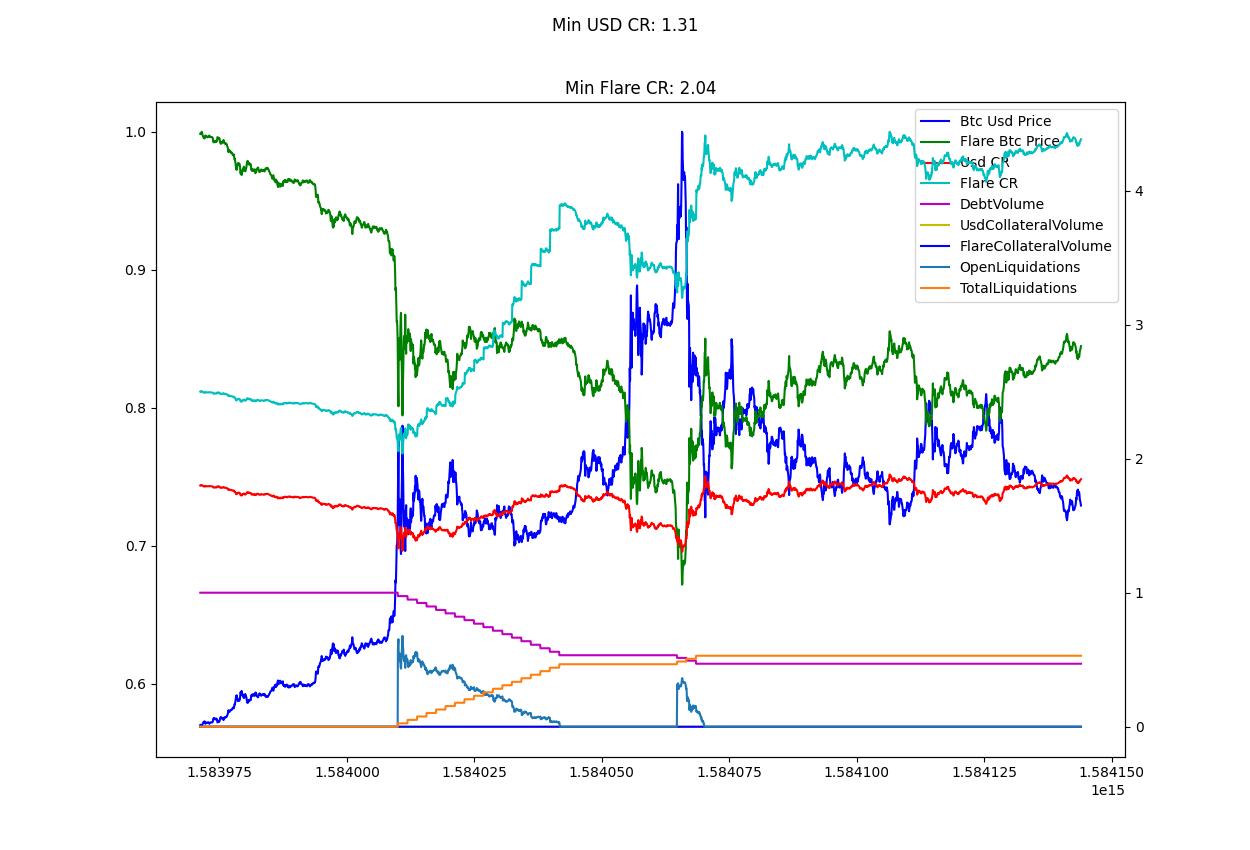 Min USD CR: 1.31
Min Flare CR: 2.04
1.0
0.9
0.8
0.7
0.6
4
3
2
1
0
Btc Usd Price
Flare Btc Price
Usd CR
Flare CR
DebtVolume
UsdCollateralVolume
FlareCollateralVolume
OpenLiquidations
TotalLiquidations
1.583975 1.584000 1.584025 1.584050 1.584075 1.584100 1.584125 1.584150
1e15